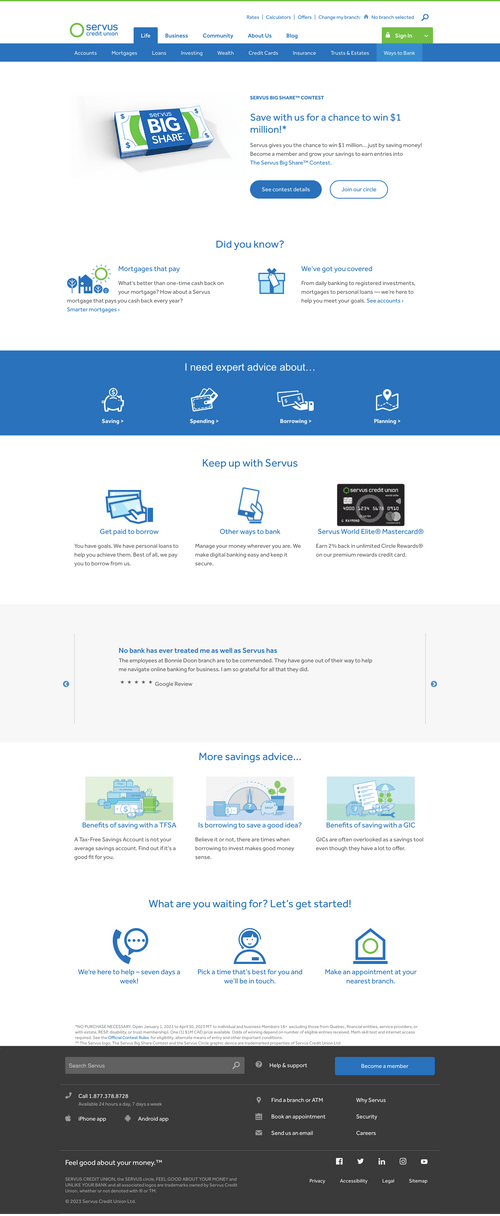 Rates | Calculators | Offers | Change my branch: No branch selected
servus
credit union
Life Business Community About Us Blog
Sign In
Accounts Mortgages Loans Investing Wealth Credit Cards Insurance Trusts & Estates Ways to Bank
servus
BIG
SHARE
SERVUS BIG SHARE™ CONTEST
Save with us for a chance to win $1
million!*
Servus gives you the chance to win $1 million…just by saving money!
Become a member and grow your savings to earn entries into
The Servus Big Share™ Contest.
See contest details
Join our circle
Did you know?
Mortgages that pay
What's better than one-time cash back on
your mortgage? How about a Servus
mortgage that pays you cash back every year?
Smarter mortgages ›
We've got you covered
From daily banking to registered investments,
mortgages to personal loans — we're here to
help you meet your goals. See accounts ›
I need expert advice about…
Saving >
Spending >
Borrowing >
Planning >
Keep up with Servus
servus credit union
Get paid to borrow
You have goals. We have personal loans to
help you achieve them. Best of all, we pay
you to borrow from us.
Other ways to bank
Manage your money wherever you are. We
make digital banking easy and keep it
secure.
Servus World Elite® Mastercard®
Earn 2% back in unlimited Circle Rewards®
on our premium rewards credit card.
No bank has ever treated me as well as Servus has
The employees at Bonnie Doon branch are to be commended. They have gone out of their way to help
me navigate online banking for business. I am so grateful for all that they did.
* * * * * Google Review
More savings advice...
Benefits of saving with a TFSA
A Tax-Free Savings Account is not your
average savings account. Find out if it's a
good fit for you.
Is borrowing to save a good idea?
Believe it or not, there are times when
borrowing to invest makes good money
sense.
Benefits of saving with a GIC
GICs are often overlooked as a savings tool
even though they have a lot to offer.
What are you waiting for? Let's get started!
We're here to help – seven days a
week!
Pick a time that's best for you and
we'll be in touch.
Make an appointment at your
nearest branch.
*NO PURCHASE NECESSARY. Open January 1, 2023 to April 30, 2023 MT to individual and business Members 18+ excluding those from Quebec, financial entities, service providers, or
with estate, RESP, disability, or trust memberships. One (1) $1M CAD prize available. Odds of winning depend on number of eligible entries received. Math skill test and internet access
required. See the Official Contest Rules for eligibility, alternate means of entry and other important conditions.
™ The Servus logo, The Servus Big Share Contest and the Servus Circle graphic device are trademarked properties of Servus Credit Union Ltd.
Search Servus
Help & support
Become a member
Call 1.877.378.8728
Available 24 hours a day, 7 days a week
iPhone app
Android app
Find a branch or ATM
Why Servus
Book an appointment
Security
Send us an email
Careers
Feel good about your money.™
SERVUS CREDIT UNION, the SERVUS circle, FEEL GOOD ABOUT YOUR MONEY and
UNLIKE YOUR BANK and all associated logos are trademarks owned by Servus Credit
Union, whether or not denoted with ® or TM.
© 2023 Servus Credit Union Ltd.
Privacy Accessibility Legal Sitemap